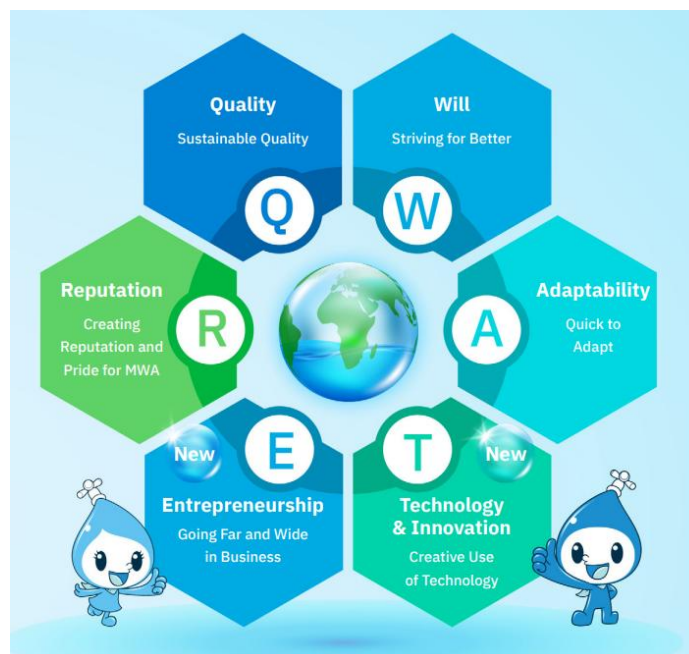 Quality
Sustainable Quality
Q
Will
Striving for Better
W
Adaptability
Quick to
Adapt
A
Technology
& Innovation
Creative Use
of Technology
T
New
Entrepreneurship
Going Far and Wide
in Business
E
New
Reputation
Creating
Reputation and
Pride for MWA
R